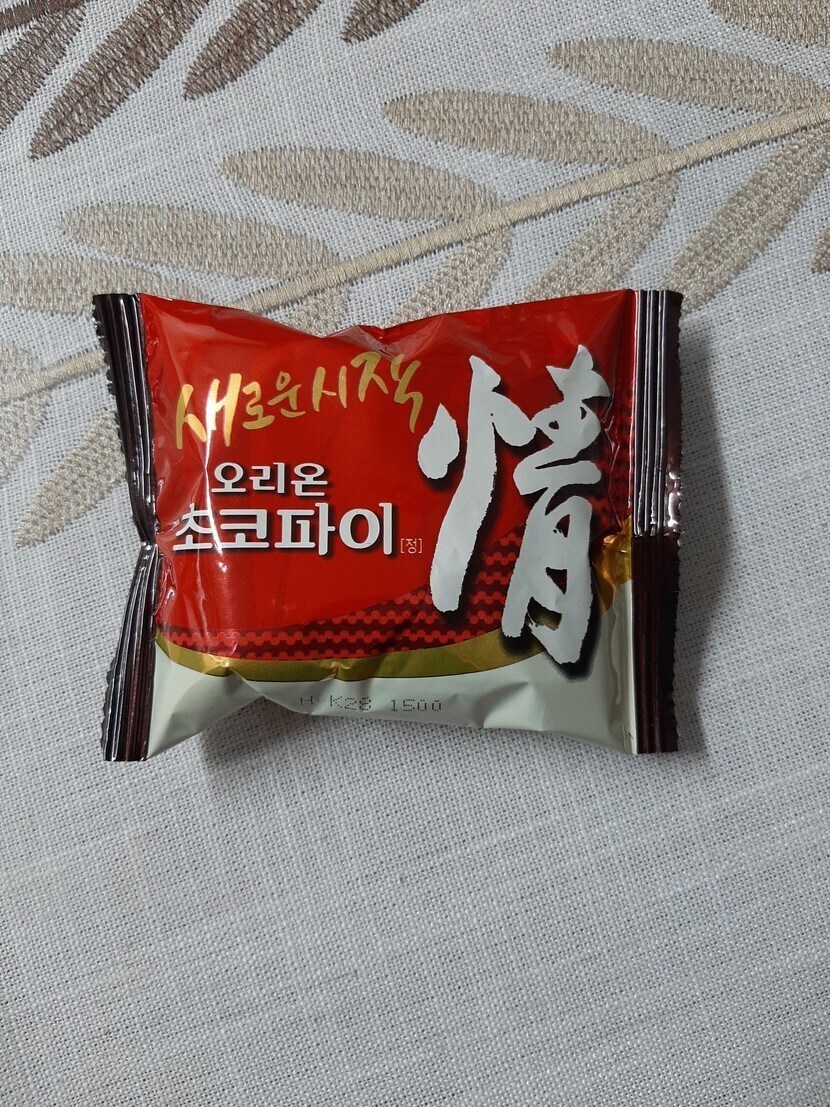 새로운시작
오리온
초코파이 [정]
情
K28 1500